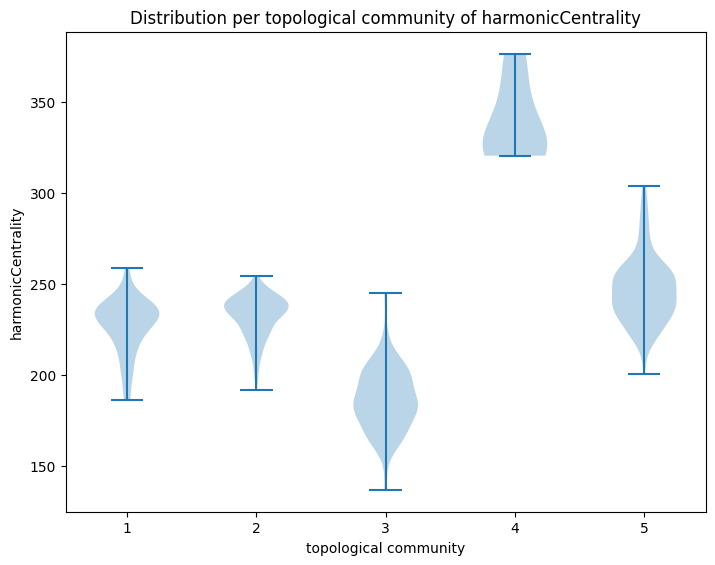 Distribution per topological community of harmonicCentrality
harmonicCentrality
350
300
250
200
150
1 2 3 4 5
topological community